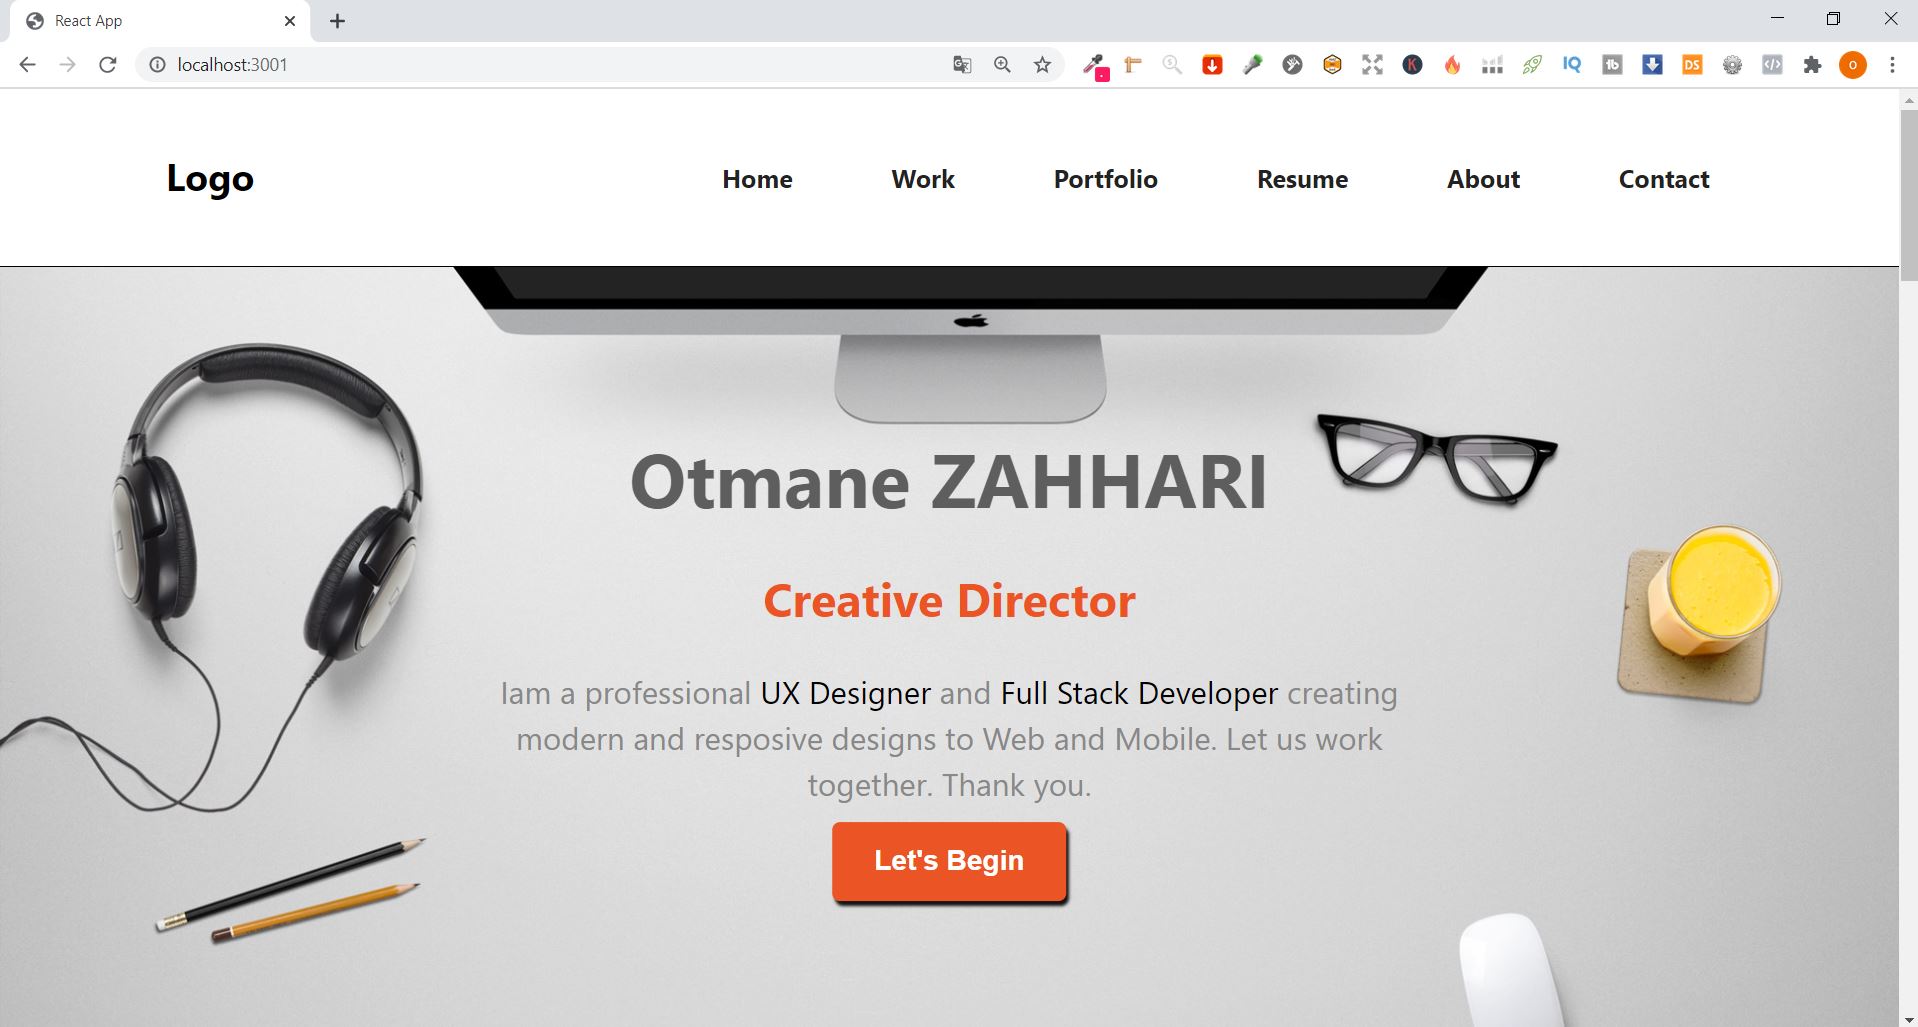 React App
localhost:3001
IQ
tb
DS
K
O
Logo
Home Work Portfolio Resume About Contact
Otmane ZAHHARI
Creative Director
Iam a professional UX Designer and Full Stack Developer creating
modern and resposive designs to Web and Mobile. Let us work
together. Thank you.
Let's Begin